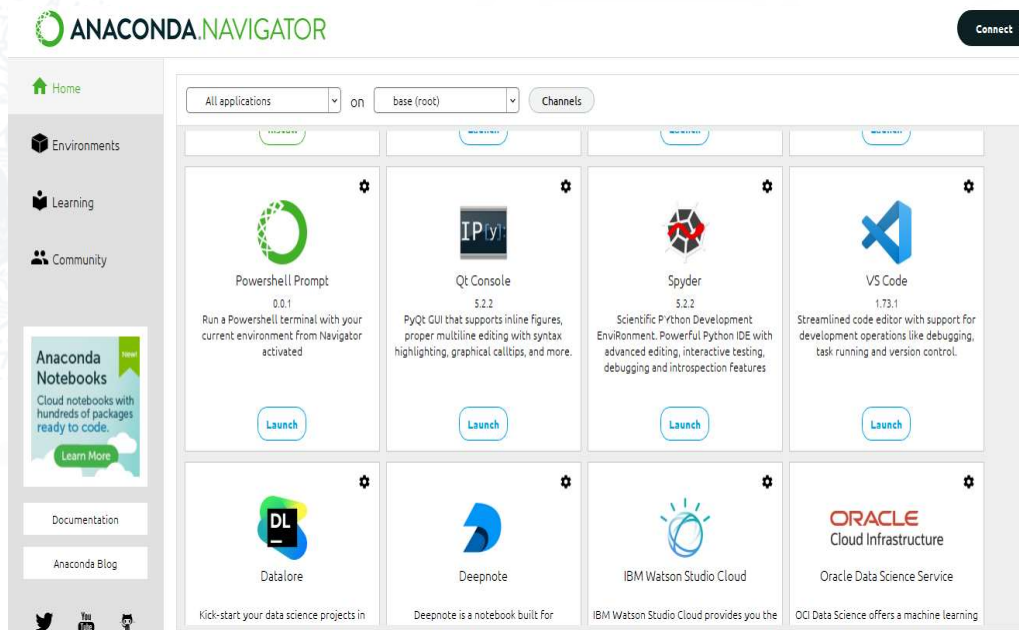 ANACONDA.NAVIGATOR
Connect
Home
Environments
Learning
Community
All applications
on
base (root)
Channels
Powershell Prompt
0.0.1
Run a Powershell terminal with your
current environment from Navigator
activated
Launch
IP[y]:
Qt Console
5.2.2
PyQt GUI that supports inline figures,
proper multiline editing with syntax
highlighting, graphical calltips, and more.
Launch
Spyder
5.2.2
Scientific PYthon Development
EnviRonment. Powerful Python IDE with
advanced editing, interactive testing,
debugging and introspection features
Launch
VS Code
1.73.1
Streamlined code editor with support for
development operations like debugging,
task running and version control.
Launch
Anaconda
Notebooks
New!
Cloud notebooks with
hundreds of packages
ready to code.
Learn More
Documentation
Anaconda Blog
You
Tube
DL
Datalore
Kick-start your data science projects in
Deepnote
Deepnote is a notebook built for
IBM Watson Studio Cloud
IBM Watson Studio Cloud provides you the
ORACLE
Cloud Infrastructure
Oracle Data Science Service
OCI Data Science offers a machine learning